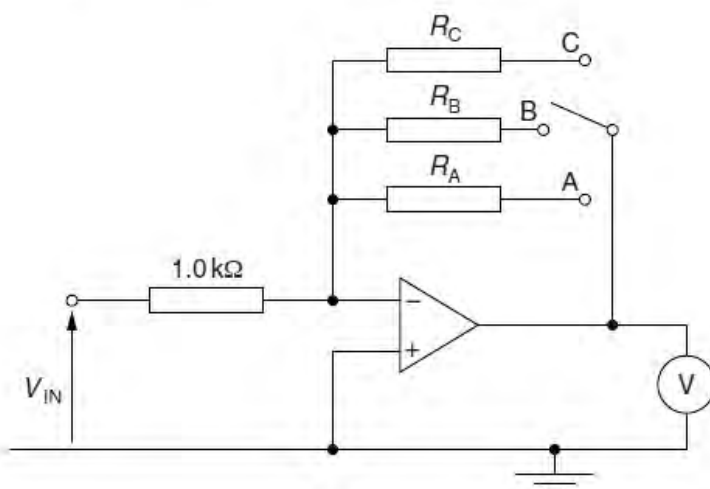 R_C C
R_B B
R_A A
1.0 kΩ
−
+
V_IN
V